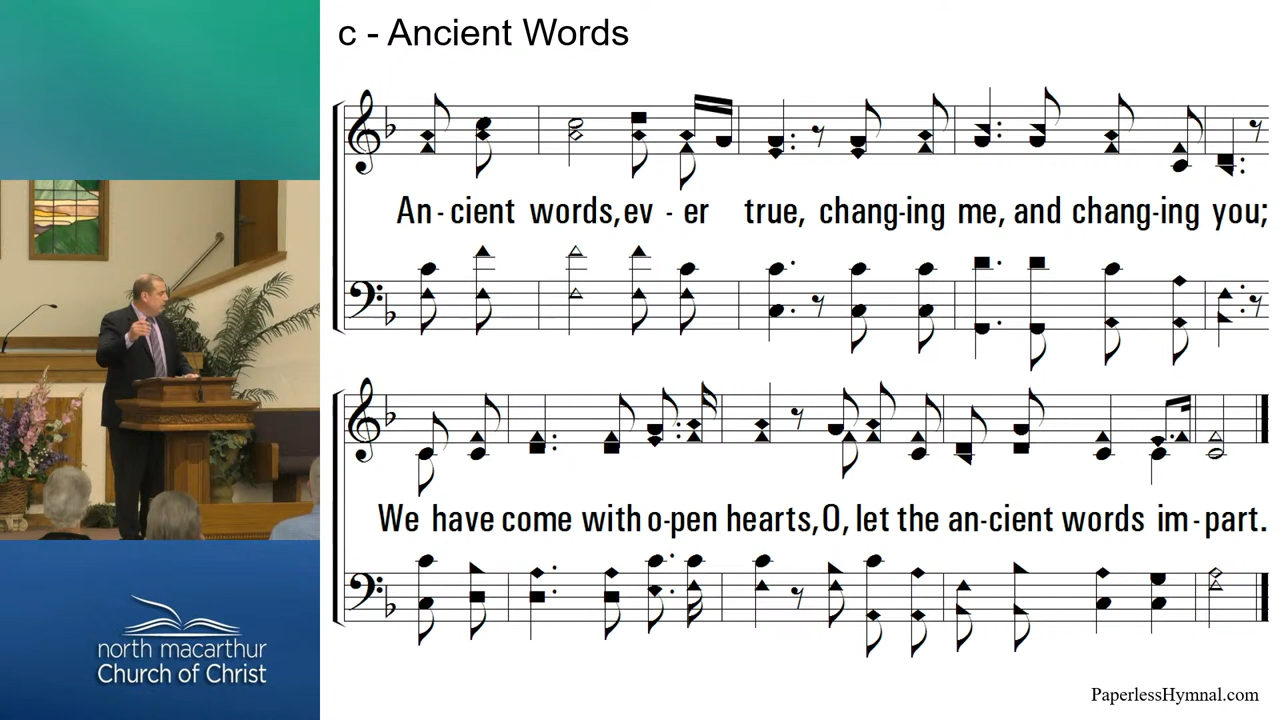 c - Ancient Words
An - cient words, ev - er true, chang-ing me, and chang-ing you;
We have come with o-pen hearts, O, let the an-cient words im - part.
north macarthur
Church of Christ
PaperlessHymnal.com